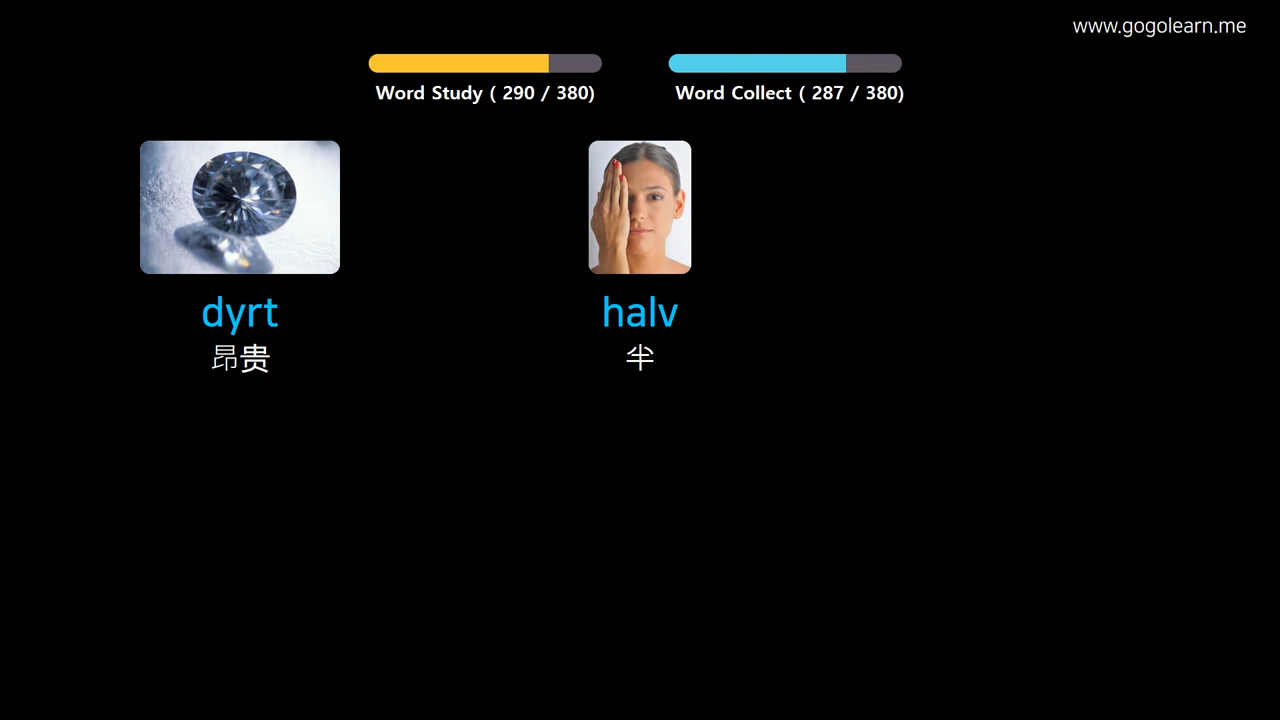 www.gogolearn.me
Word Study ( 290 / 380)
Word Collect ( 287 / 380)
dyrt
昂贵
halv
半